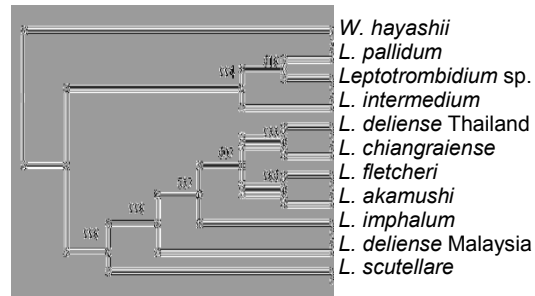 W. hayashii
L. pallidum
Leptotrombidium sp.
L. intermedium
L. deliense Thailand
L. chiangraiense
L. fletcheri
L. akamushi
L. imphalum
L. deliense Malaysia
L. scutellare